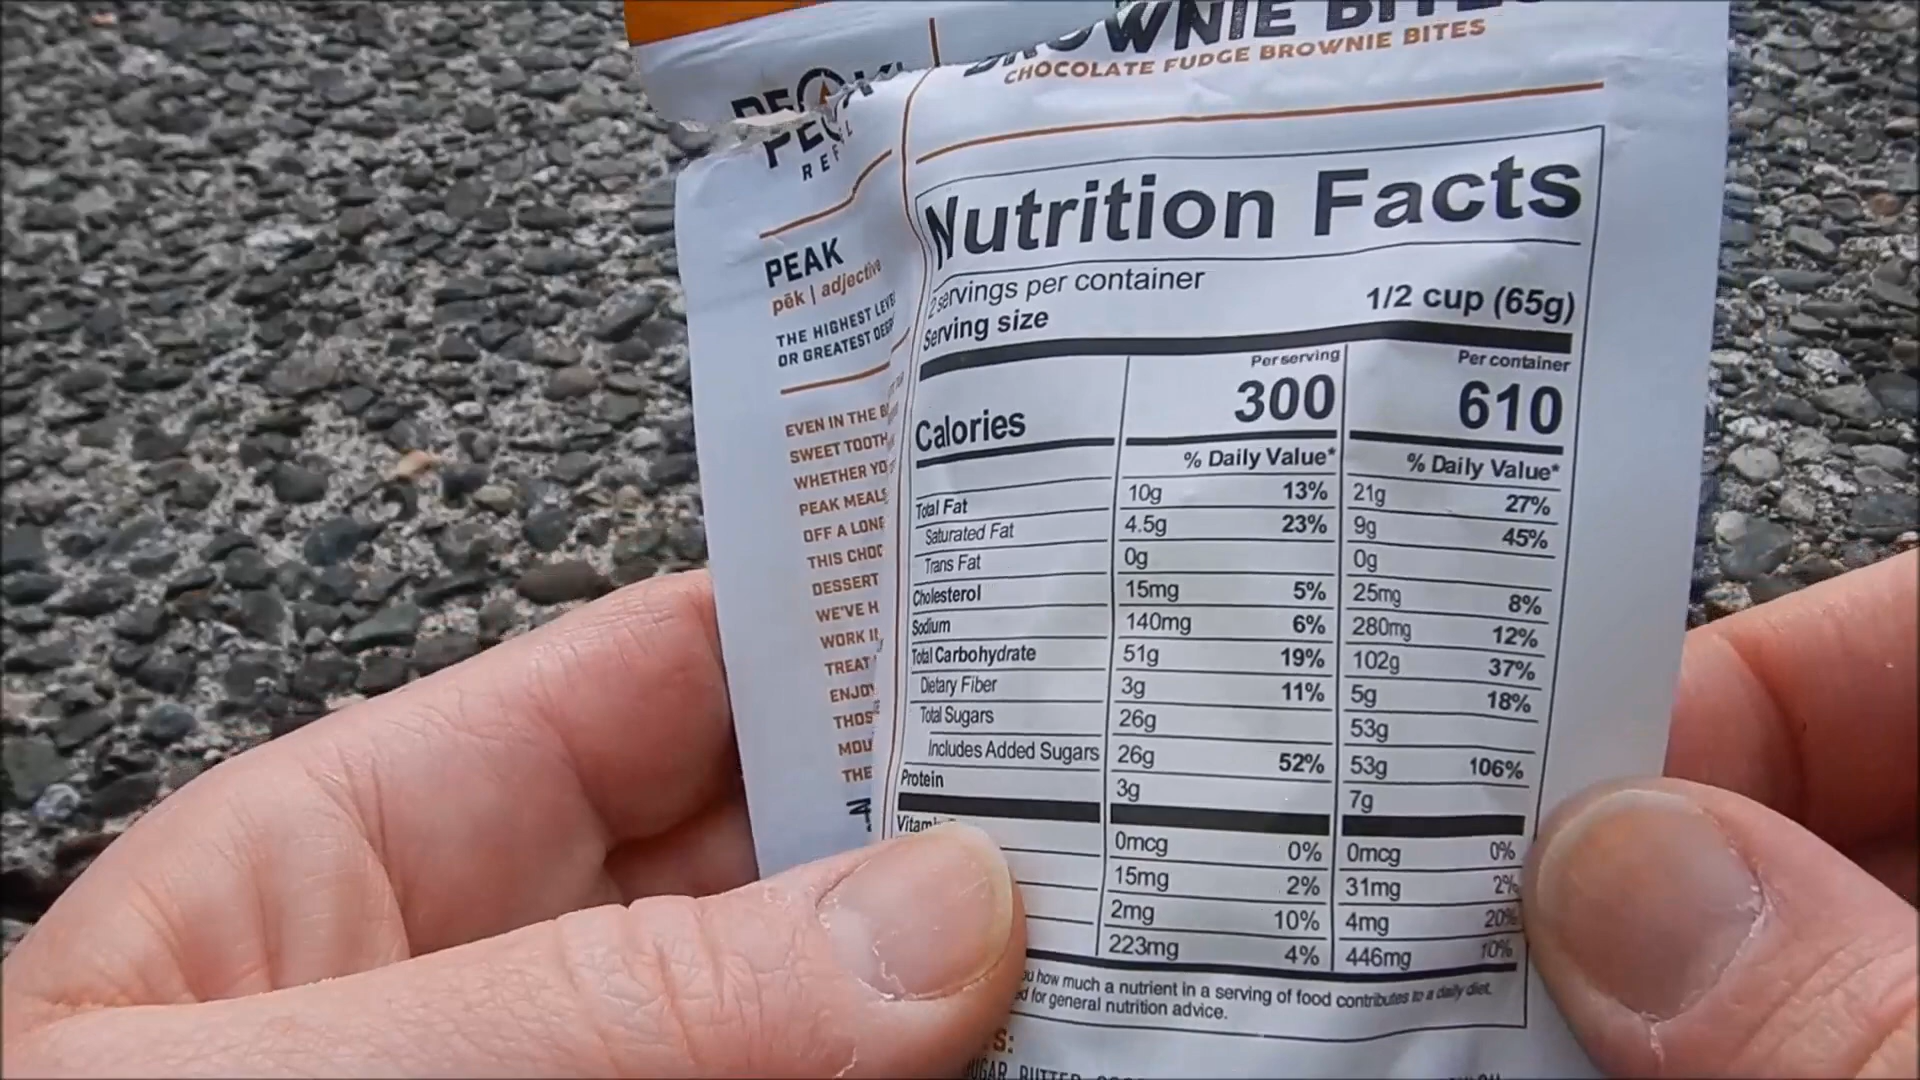 BROWNIE BITES
CHOCOLATE FUDGE BROWNIE BITES
PEAK
PEAK
pēk | adjective
THE HIGHEST LEVEL
OR GREATEST
EVEN IN THE
SWEET TOOTH
WHETHER YO
PEAK MEALS
OFF A LONG
THIS CHOC
DESSERT
WE'VE H
WORK
TREAT
ENJOY
THOS
MOU
THE
Nutrition Facts
2 servings per container
Serving size 1/2 cup (65g)
Per serving Per container
Calories 300 610
% Daily Value* % Daily Value*
Total Fat 10g 13% 21g 27%
Saturated Fat 4.5g 23% 9g 45%
Trans Fat 0g 0g
Cholesterol 15mg 5% 25mg 8%
Sodium 140mg 6% 280mg 12%
Total Carbohydrate 51g 19% 102g 37%
Dietary Fiber 3g 11% 5g 18%
Total Sugars 26g 53g
Includes Added Sugars 26g 52% 53g 106%
Protein 3g 7g
Vitam 0mcg 0% 0mcg 0%
15mg 2% 31mg 2%
2mg 10% 4mg 20%
223mg 4% 446mg 10%
how much a nutrient in a serving of food contributes to a daily diet.
for general nutrition advice.
S:
SUGAR, BUTTER